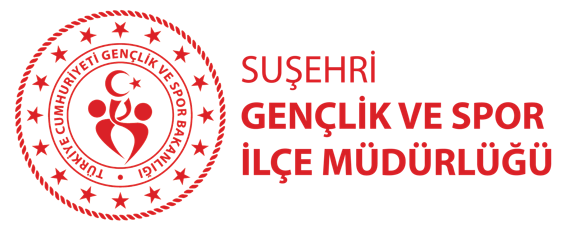 TÜRKİYE CUMHURİYETİ GENÇLİK VE SPOR BAKANLIĞI
SUŞEHRİ
GENÇLİK VE SPOR
İLÇE MÜDÜRLÜĞÜ